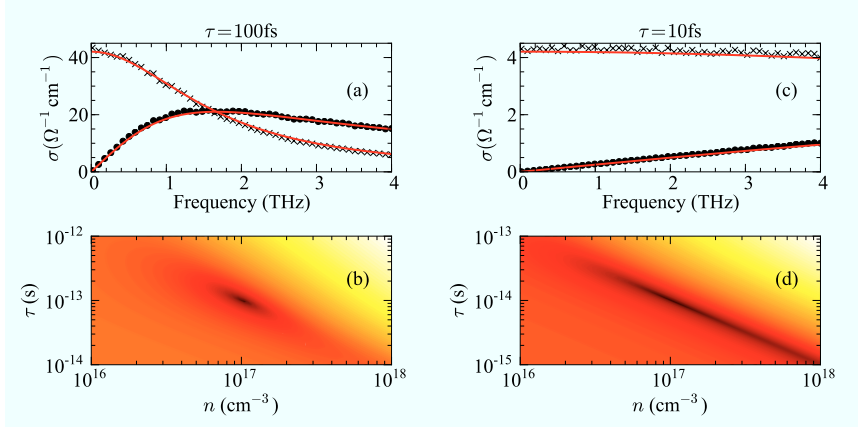 τ=100fs
τ=10fs
σ(Ω⁻¹ cm⁻¹)
40
20
0
(a)
0 1 2 3 4
Frequency (THz)
σ(Ω⁻¹ cm⁻¹)
4
2
0
(c)
0 1 2 3 4
Frequency (THz)
τ (s)
10⁻¹²
10⁻¹³
10⁻¹⁴
(b)
10¹⁶ 10¹⁷ 10¹⁸
n (cm⁻³)
τ (s)
10⁻¹³
10⁻¹⁴
10⁻¹⁵
(d)
10¹⁶ 10¹⁷ 10¹⁸
n (cm⁻³)